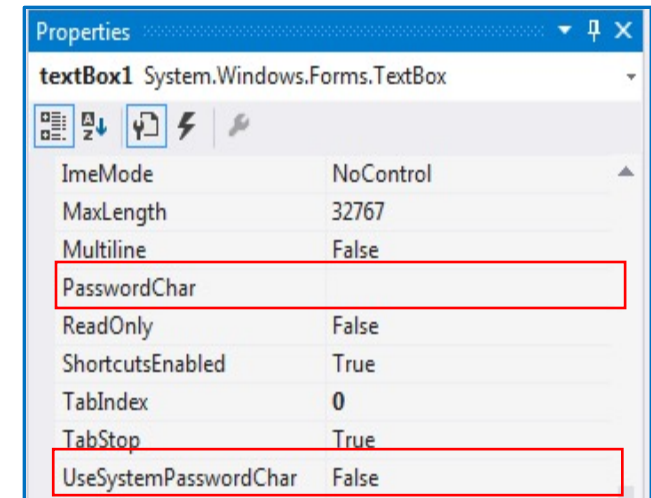 Properties
textBox1 System.Windows.Forms.TextBox
ImeMode NoControl
MaxLength 32767
Multiline False
PasswordChar
ReadOnly False
ShortcutsEnabled True
TabIndex 0
TabStop True
UseSystemPasswordChar False